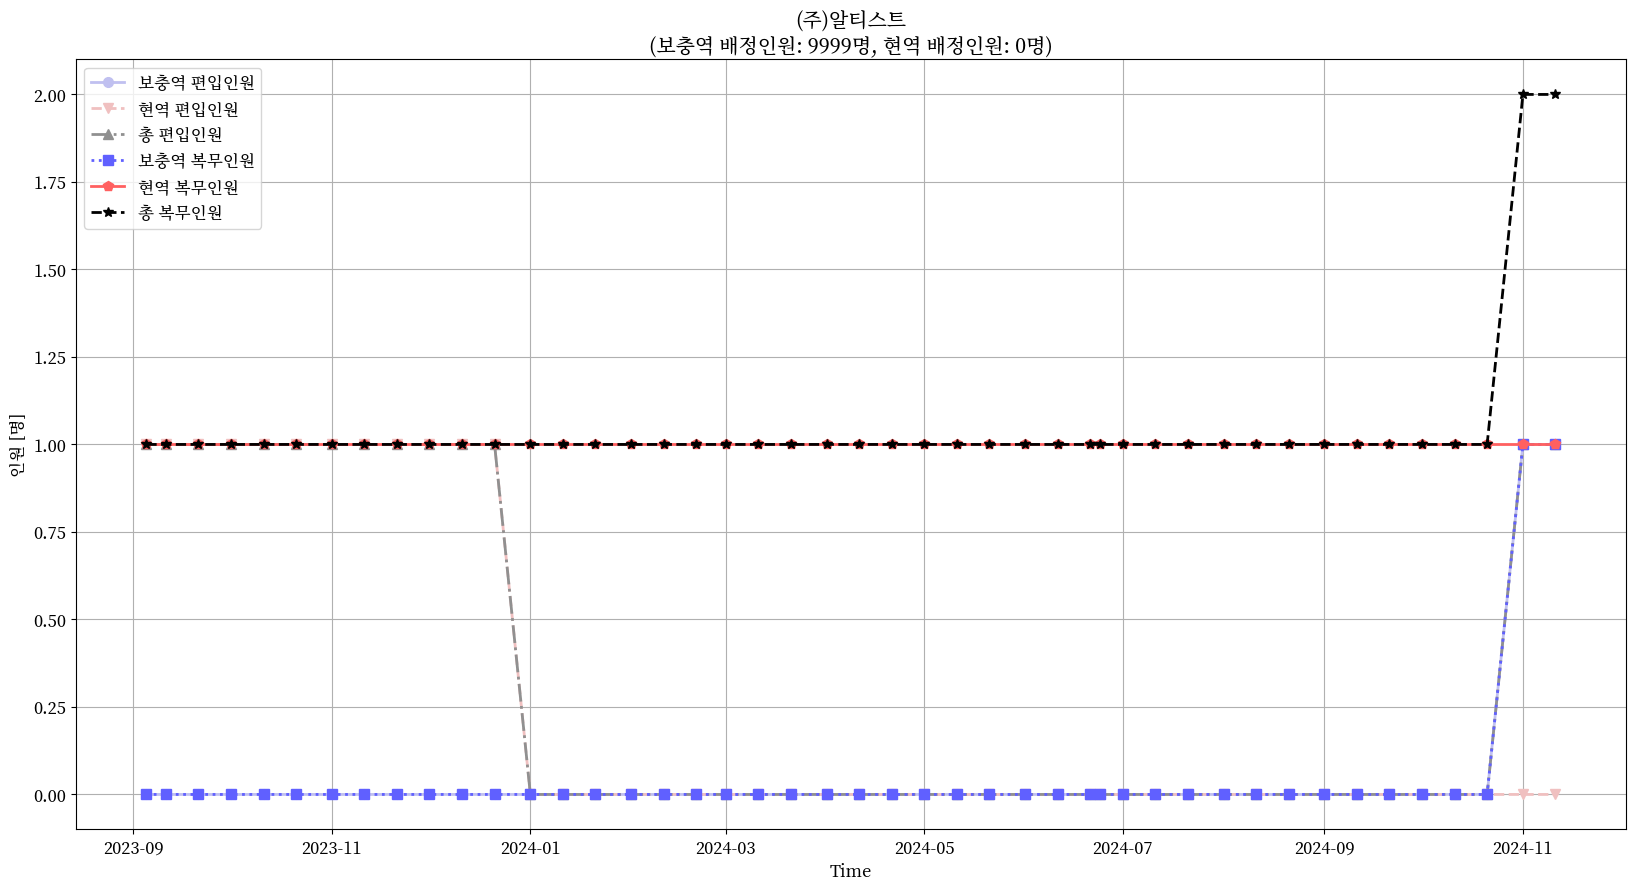 (주)알티스트
(보충역 배정인원: 9999명, 현역 배정인원: 0명)
보충역 편입인원
현역 편입인원
총 편입인원
보충역 복무인원
현역 복무인원
총 복무인원
2.00
1.75
1.50
1.25
1.00
0.75
0.50
0.25
0.00
인원 [명]
2023-09 2023-11 2024-01 2024-03 2024-05 2024-07 2024-09 2024-11
Time